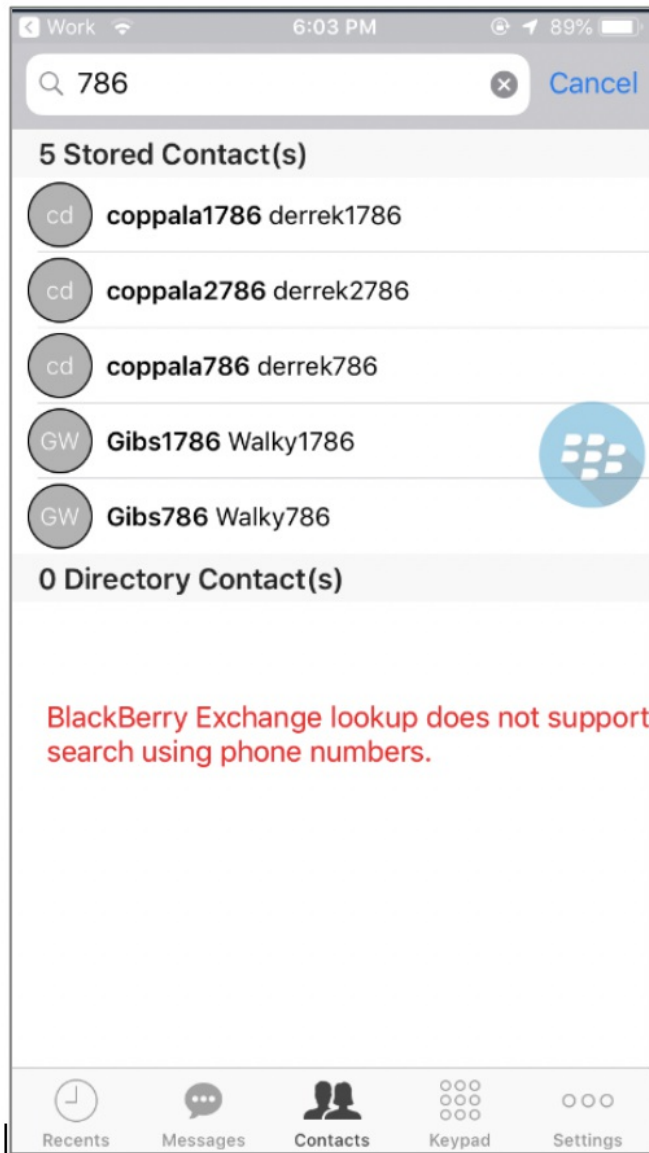 Work 6:03 PM 89%
786 Cancel
5 Stored Contact(s)
cd coppala1786 derrek1786
cd coppala2786 derrek2786
cd coppala786 derrek786
GW Gibs1786 Walky1786
GW Gibs786 Walky786
0 Directory Contact(s)
BlackBerry Exchange lookup does not support
search using phone numbers.
Recents Messages Contacts Keypad Settings